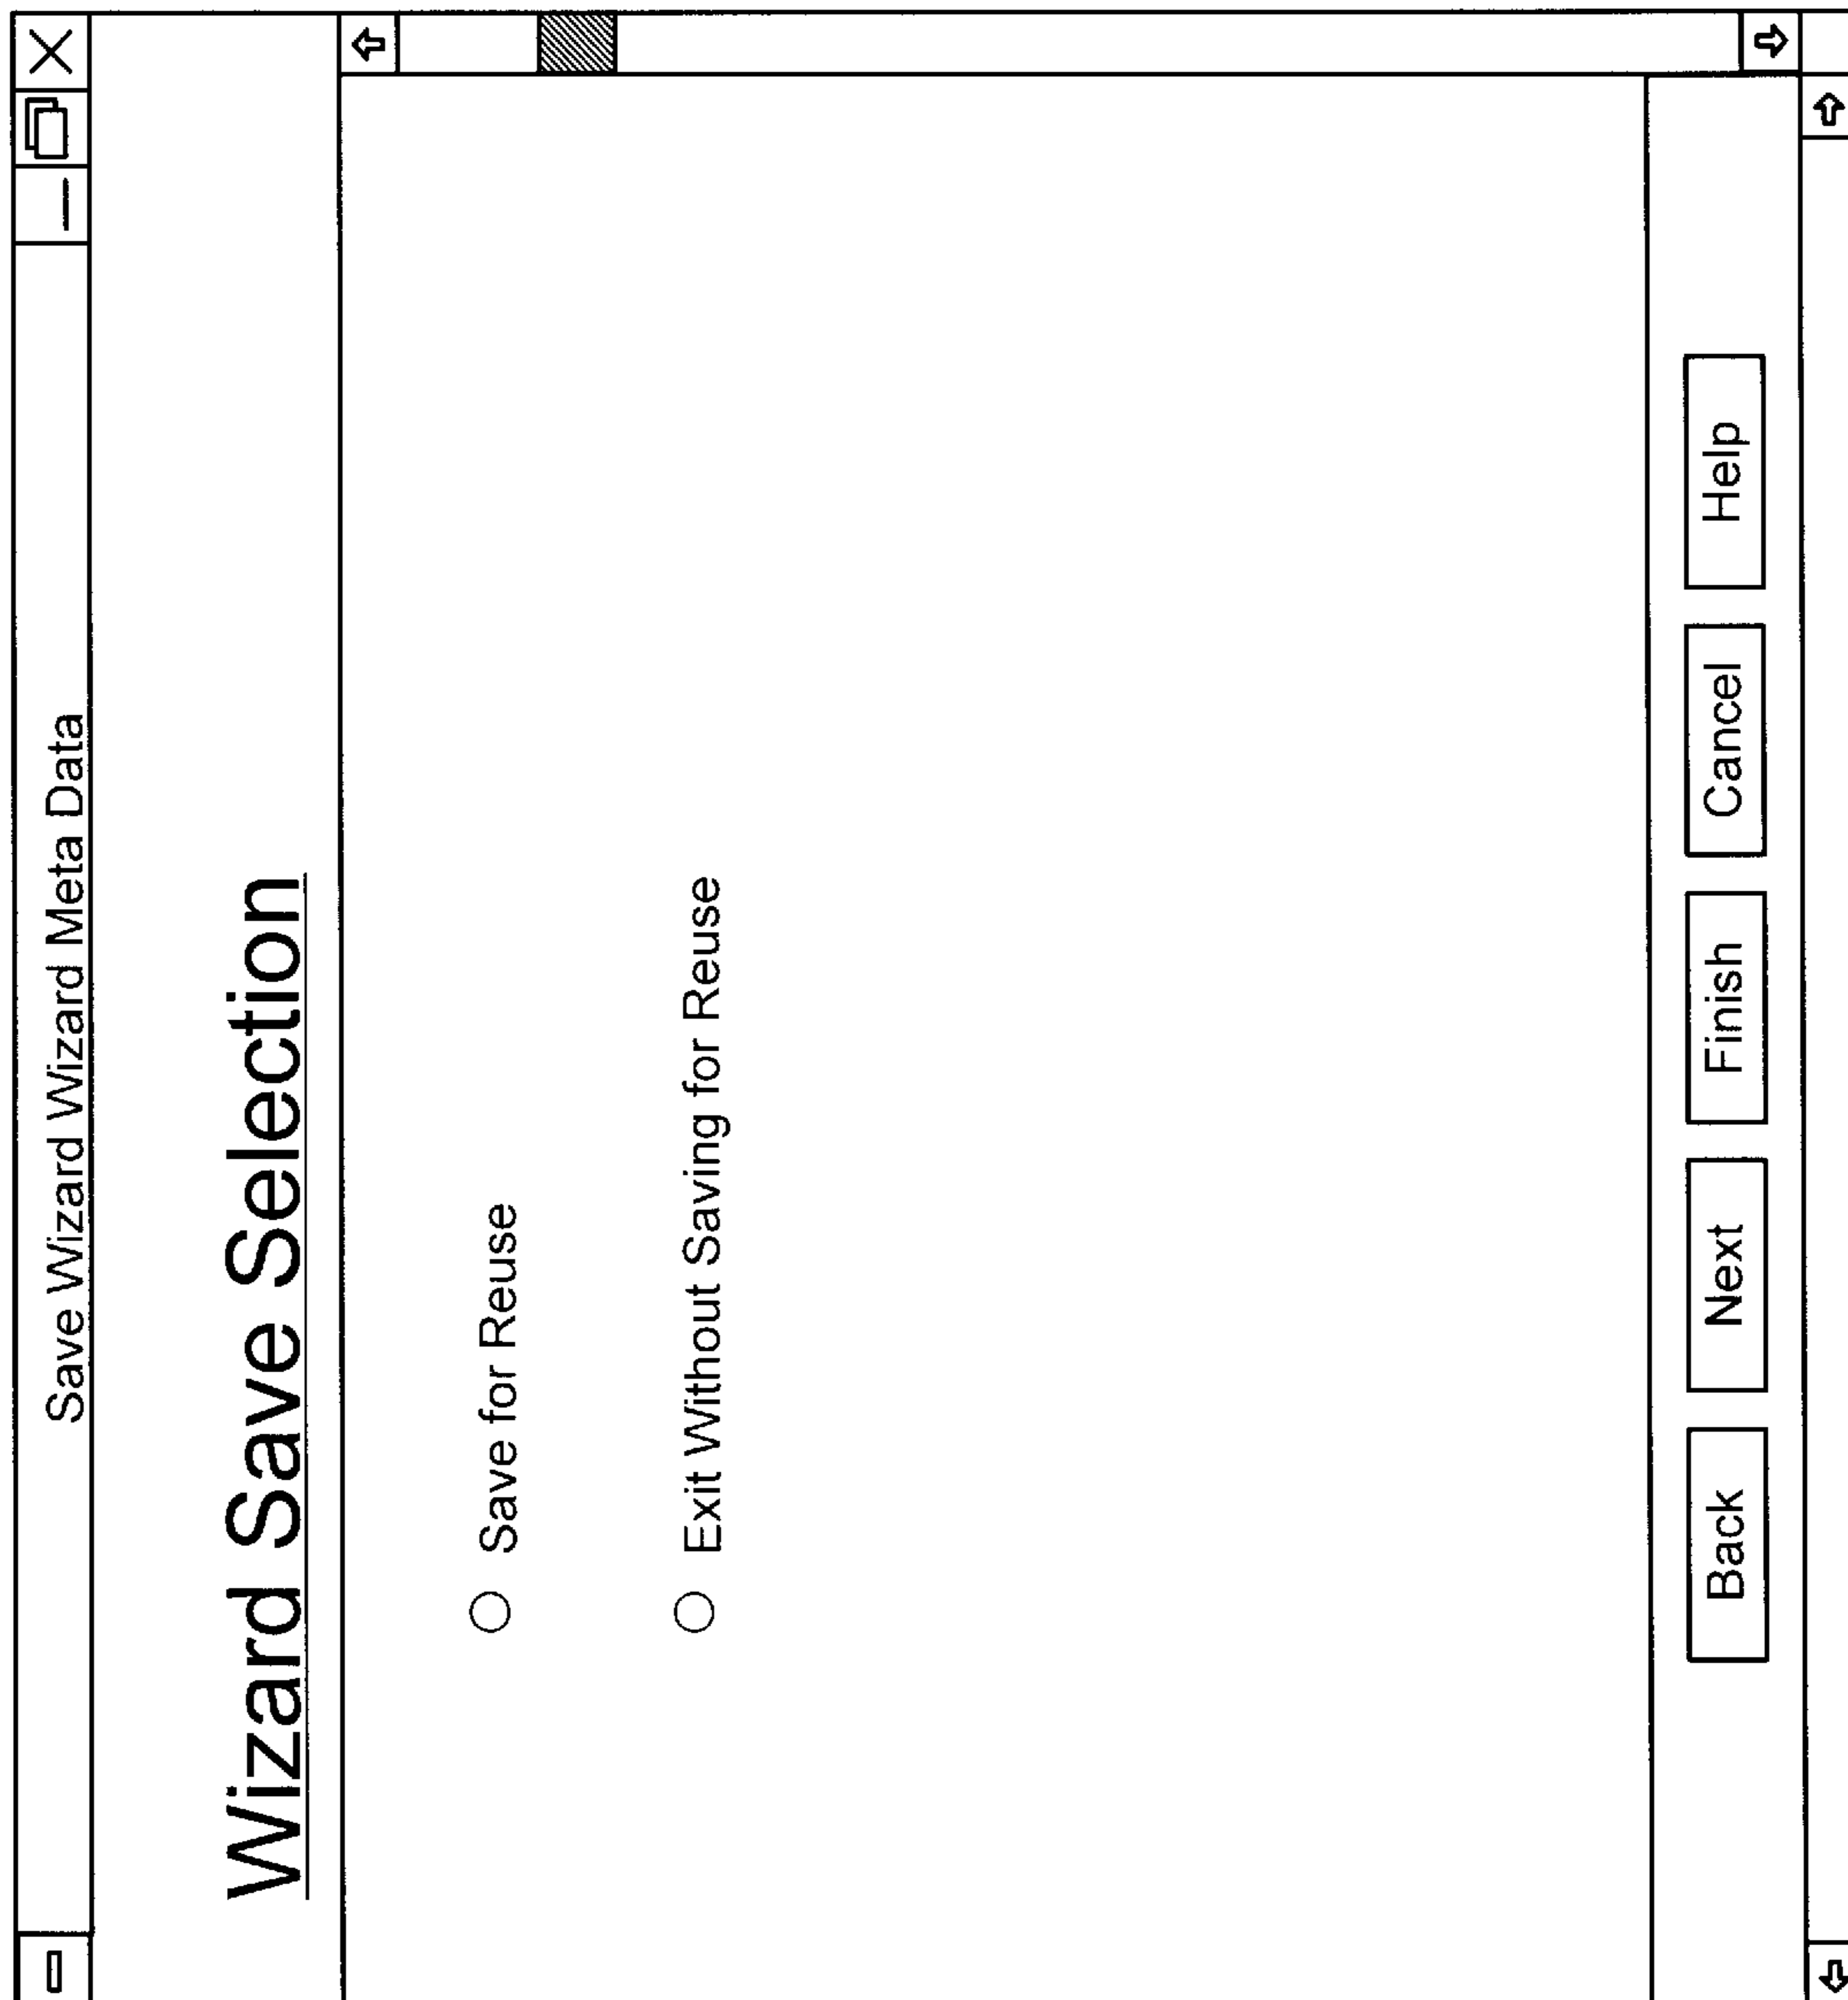 Save Wizard Wizard Meta Data
Wizard Save Selection
Save for Reuse
Exit Without Saving for Reuse
Back Next Finish Cancel Help